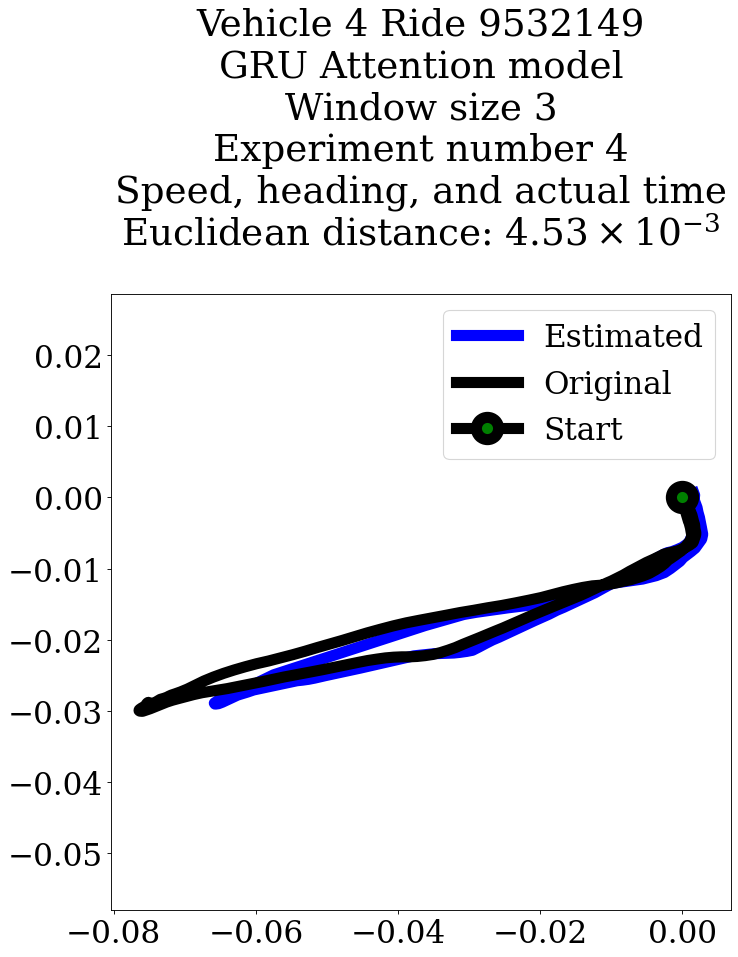 Vehicle 4 Ride 9532149
GRU Attention model
Window size 3
Experiment number 4
Speed, heading, and actual time
Euclidean distance: 4.53 × 10⁻³
Estimated
Original
Start
0.02
0.01
0.00
−0.01
−0.02
−0.03
−0.04
−0.05
−0.08 −0.06 −0.04 −0.02 0.00